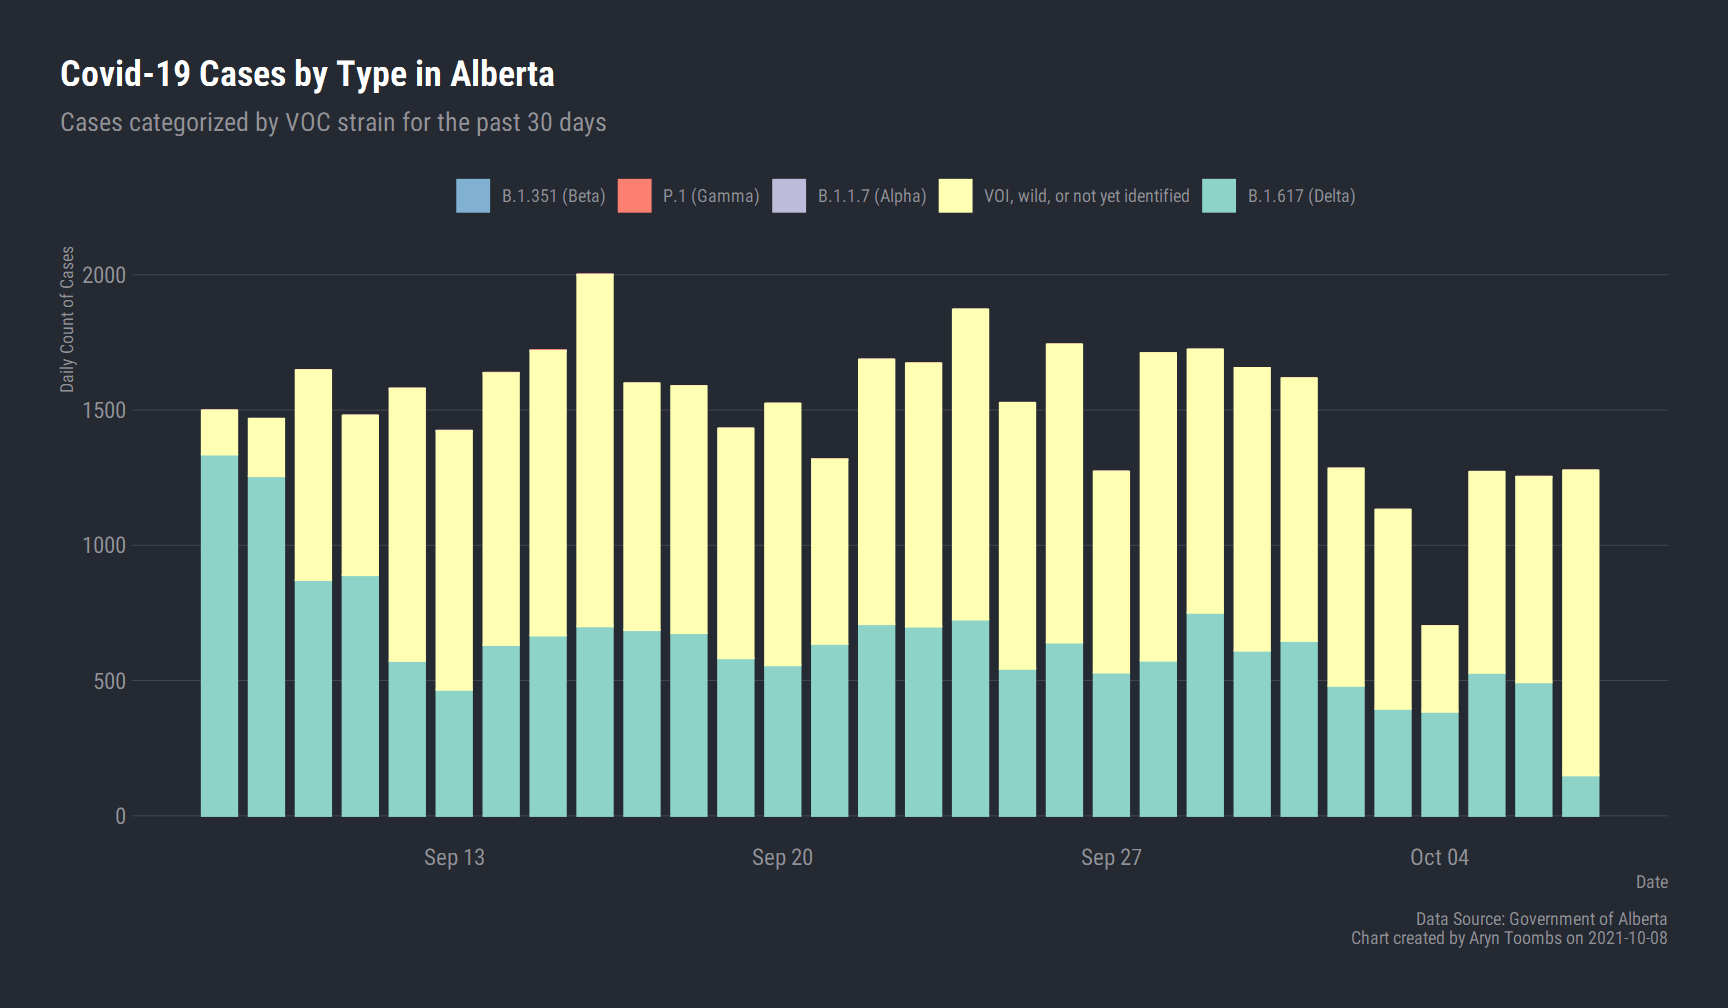 Covid-19 Cases by Type in Alberta
Cases categorized by VOC strain for the past 30 days
B.1.351 (Beta) P.1 (Gamma) B.1.1.7 (Alpha) VOI, wild, or not yet identified B.1.617 (Delta)
Daily Count of Cases
2000
1500
1000
500
0
Sep 13 Sep 20 Sep 27 Oct 04
Date
Data Source: Government of Alberta
Chart created by Aryn Toombs on 2021-10-08